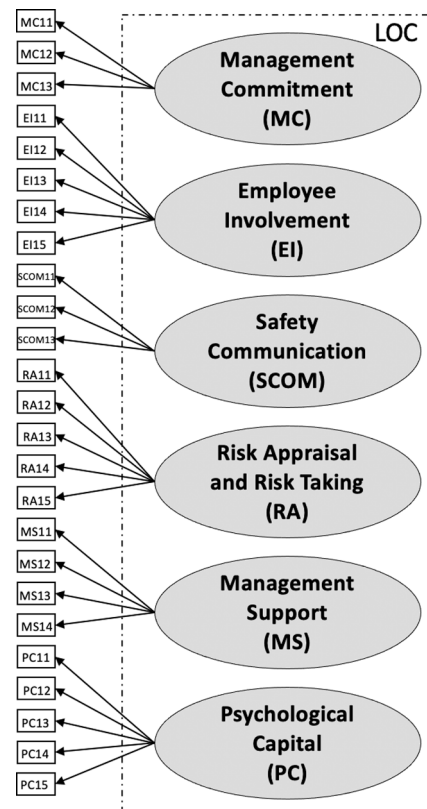 LOC
MC11
MC12
MC13
Management
Commitment
(MC)
EI11
EI12
EI13
EI14
EI15
Employee
Involvement
(EI)
SCOM11
SCOM12
SCOM13
Safety
Communication
(SCOM)
RA11
RA12
RA13
RA14
RA15
Risk Appraisal
and Risk Taking
(RA)
MS11
MS12
MS13
MS14
Management
Support
(MS)
PC11
PC12
PC13
PC14
PC15
Psychological
Capital
(PC)